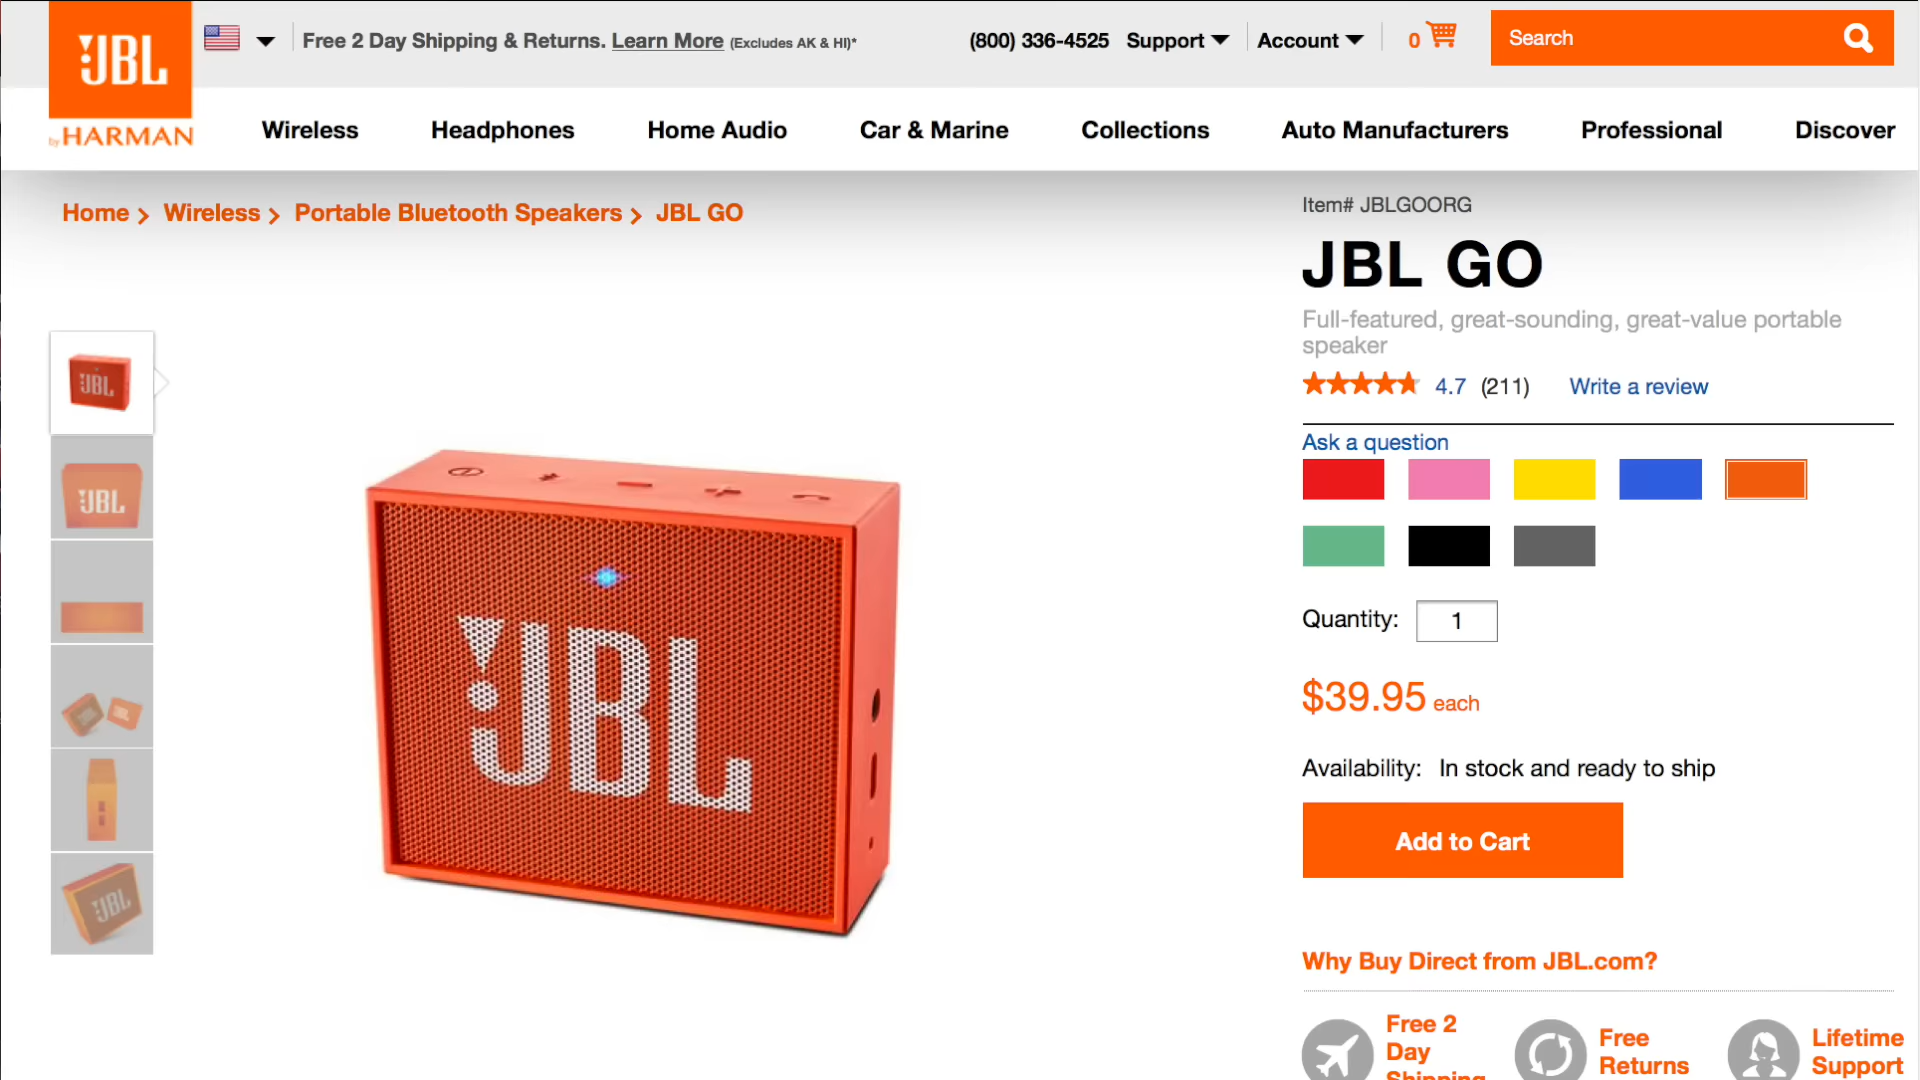 JBL
by HARMAN
Free 2 Day Shipping & Returns. Learn More (Excludes AK & HI)*
(800) 336-4525
Support
Account
0
Search
Wireless
Headphones
Home Audio
Car & Marine
Collections
Auto Manufacturers
Professional
Discover
Home > Wireless > Portable Bluetooth Speakers > JBL GO
JBL
JBL
JBL
JBL
Item# JBLGOORG
JBL GO
Full-featured, great-sounding, great-value portable
speaker
4.7 (211) Write a review
Ask a question
Quantity: 1
$39.95 each
Availability: In stock and ready to ship
Add to Cart
Why Buy Direct from JBL.com?
Free 2
Day
Shipping
Free
Returns
Lifetime
Support